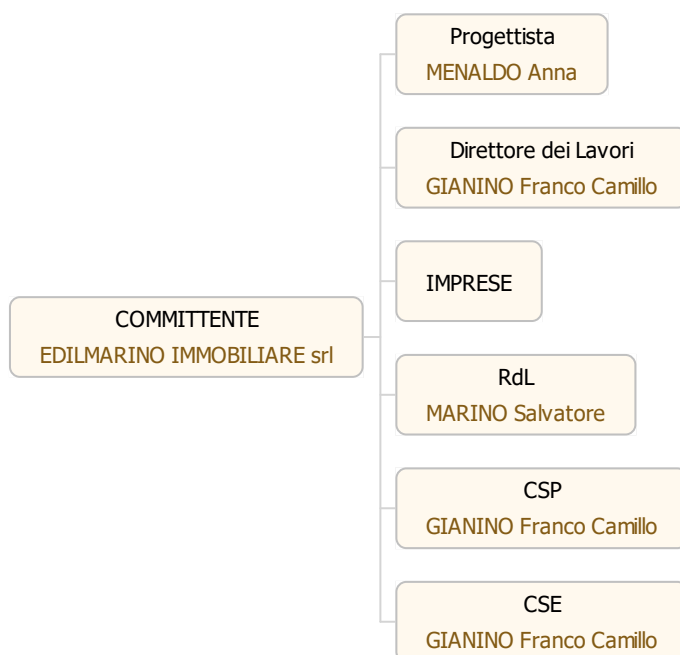 Progettista
MENALDO Anna
Direttore dei Lavori
GIANINO Franco Camillo
IMPRESE
COMMITTENTE
EDILMARINO IMMOBILIARE srl
RdL
MARINO Salvatore
CSP
GIANINO Franco Camillo
CSE
GIANINO Franco Camillo